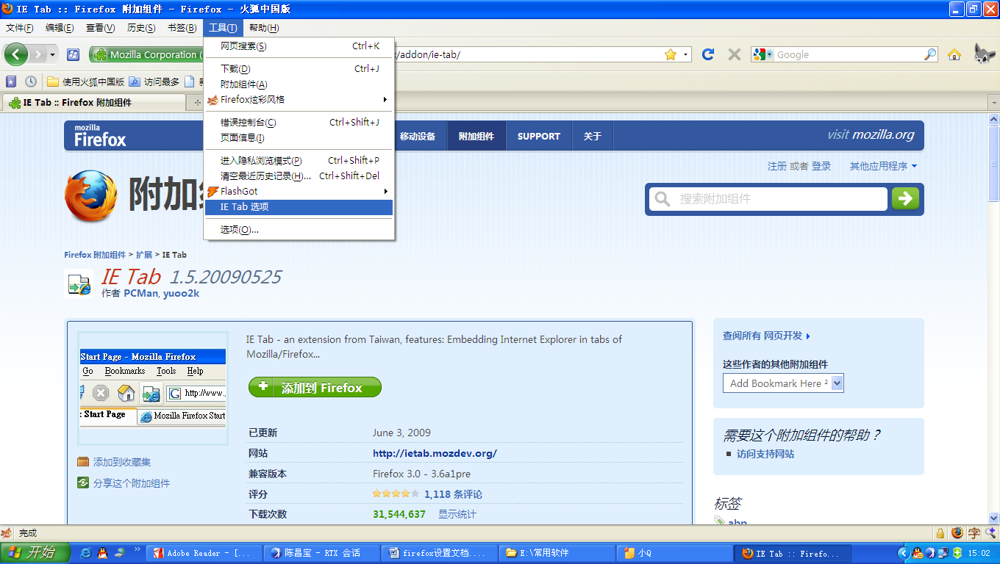 IE Tab :: Firefox 附加组件 - Firefox - 火狐中国版
文件(F) 编辑(E) 查看(V) 历史(S) 书签(B) 工具(T) 帮助(H)
网页搜索(S) Ctrl+K
下载(D) Ctrl+J
附加组件(A)
Firefox炫彩风格
错误控制台(C) Ctrl+Shift+J
页面信息(I)
进入隐私浏览模式(P) Ctrl+Shift+P
清空最近历史记录(H)... Ctrl+Shift+Del
FlashGot
IE Tab 选项
选项(O)...
Mozilla Corporation (
/addon/ie-tab/
Google
使用火狐中国版 访问最多
IE Tab :: Firefox 附加组件
mozilla
Firefox
移动设备 附加组件 SUPPORT 关于
visit mozilla.org
注册 或者 登录 其他应用程序
附加
搜索附加组件
Firefox 附加组件 > 扩展 > IE Tab
IE Tab 1.5.20090525
作者 PCMan, yuoo2k
Start Page - Mozilla Firefox
Go Bookmarks Tools Help
http://www.
Start Page
Mozilla Firefox Start
添加到收藏集
分享这个附加组件
IE Tab - an extension from Taiwan, features: Embedding Internet Explorer in tabs of
Mozilla/Firefox...
添加到 Firefox
已更新 June 3, 2009
网站 http://ietab.mozdev.org/
兼容版本 Firefox 3.0 - 3.6a1pre
评分 1,118 条评论
下载次数 31,544,637 显示统计
查阅所有 网页开发
这些作者的其他附加组件
Add Bookmark Here ²
需要这个附加组件的帮助？
访问支持网站
标签
abp
完成
字
开始
Adobe Reader - [...
陈昌宝 - RTX 会话
firefox设置文档....
E:\常用软件
小Q
IE Tab :: Firefo...
15:02